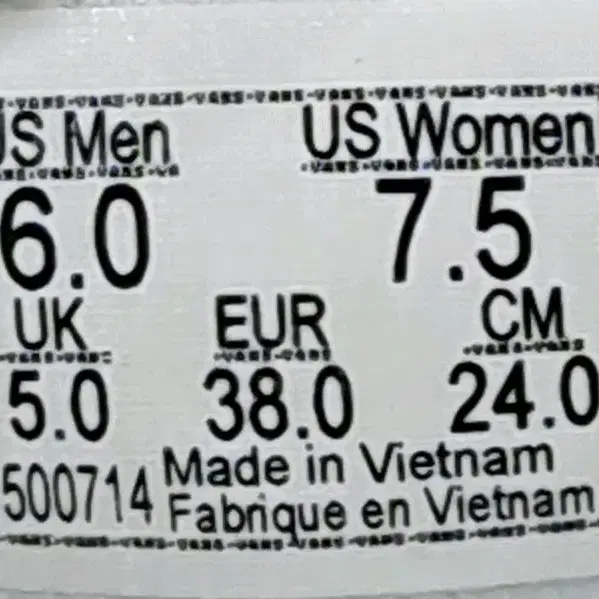 US Men US Women
6.0 7.5
UK EUR CM
5.0 38.0 24.0
500714 Made in Vietnam
Fabrique en Vietnam